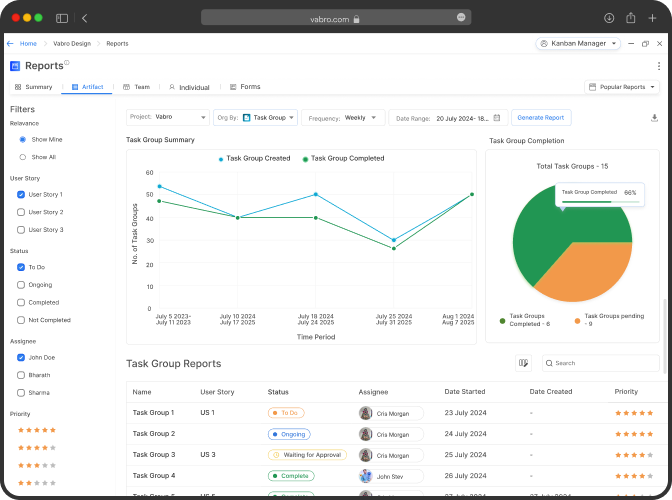 vabro.com
Home Vabro Design Reports
Kanban Manager
Reports
Summary Artifact Team Individual Forms
Popular Reports
Filters
Relavance
Show Mine
Show All
User Story
User Story 1
User Story 2
User Story 3
Status
To Do
Ongoing
Completed
Not Completed
Assignee
John Doe
Bharath
Sharma
Priority
Project: Vabro
Org By: Task Group
Frequency: Weekly
Date Range: 20 July 2024- 18...
Generate Report
Task Group Summary
Task Group Created Task Group Completed
No. of Task Groups
60
50
40
30
20
10
0
July 5 2023-
July 11 2023
July 10 2024
July 17 2025
July 18 2024
July 24 2025
July 25 2024
July 31 2025
Aug 1 2024
Aug 7 2025
Time Period
Task Group Completion
Total Task Groups - 15
Task Group Completed 66%
Task Groups
Completed - 6
Task Groups pending
- 9
Task Group Reports
Search
Name User Story Status Assignee Date Started Date Created Priority
Task Group 1 US 1 To Do Cris Morgan 23 July 2024 -
Task Group 2 Ongoing Cris Morgan 24 July 2024 -
Task Group 3 US 3 Waiting for Approval Cris Morgan 25 July 2024 -
Task Group 4 Complete John Stev 26 July 2024 -